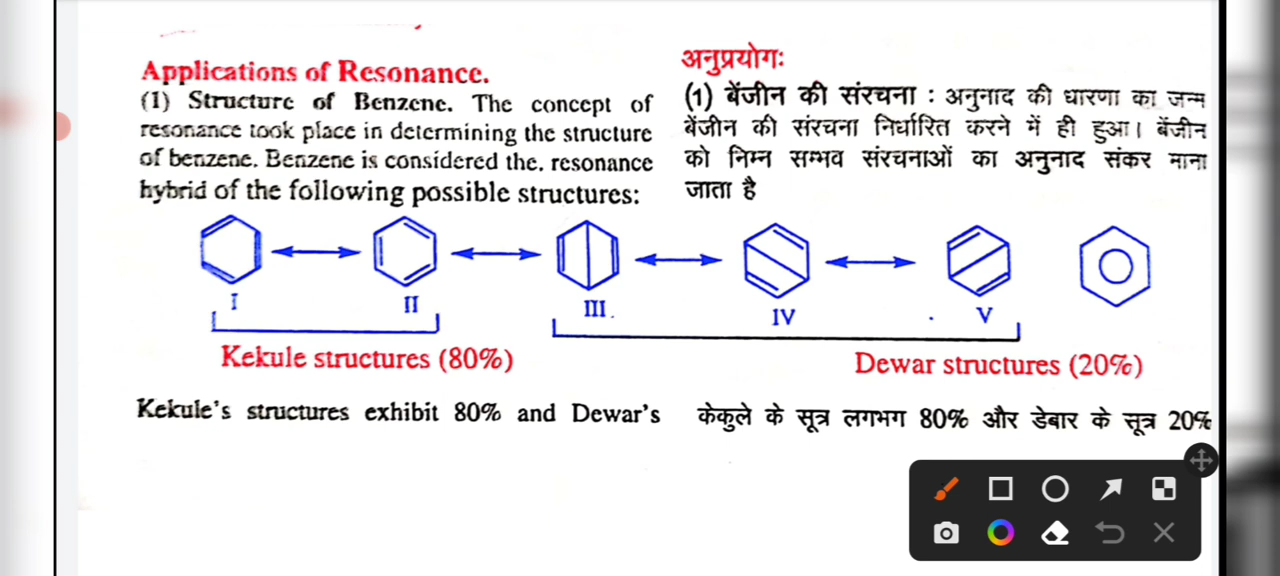 Applications of Resonance.
(1) Structure of Benzene. The concept of
resonance took place in determining the structure
of benzene. Benzene is considered the. resonance
hybrid of the following possible structures:
अनुप्रयोगः
(1) बेंजीन की संरचना : अनुनाद की धारणा का जन्म
बेंजीन की संरचना निर्धारित करने में ही हुआ। बेंजीन
को निम्न सम्भव संरचनाओं का अनुनाद संकर माना
जाता है
I II III. IV V
Kekule structures (80%)
Dewar structures (20%)
Kekule's structures exhibit 80% and Dewar's
केकुले के सूत्र लगभग 80% और डेबार के सूत्र 20%